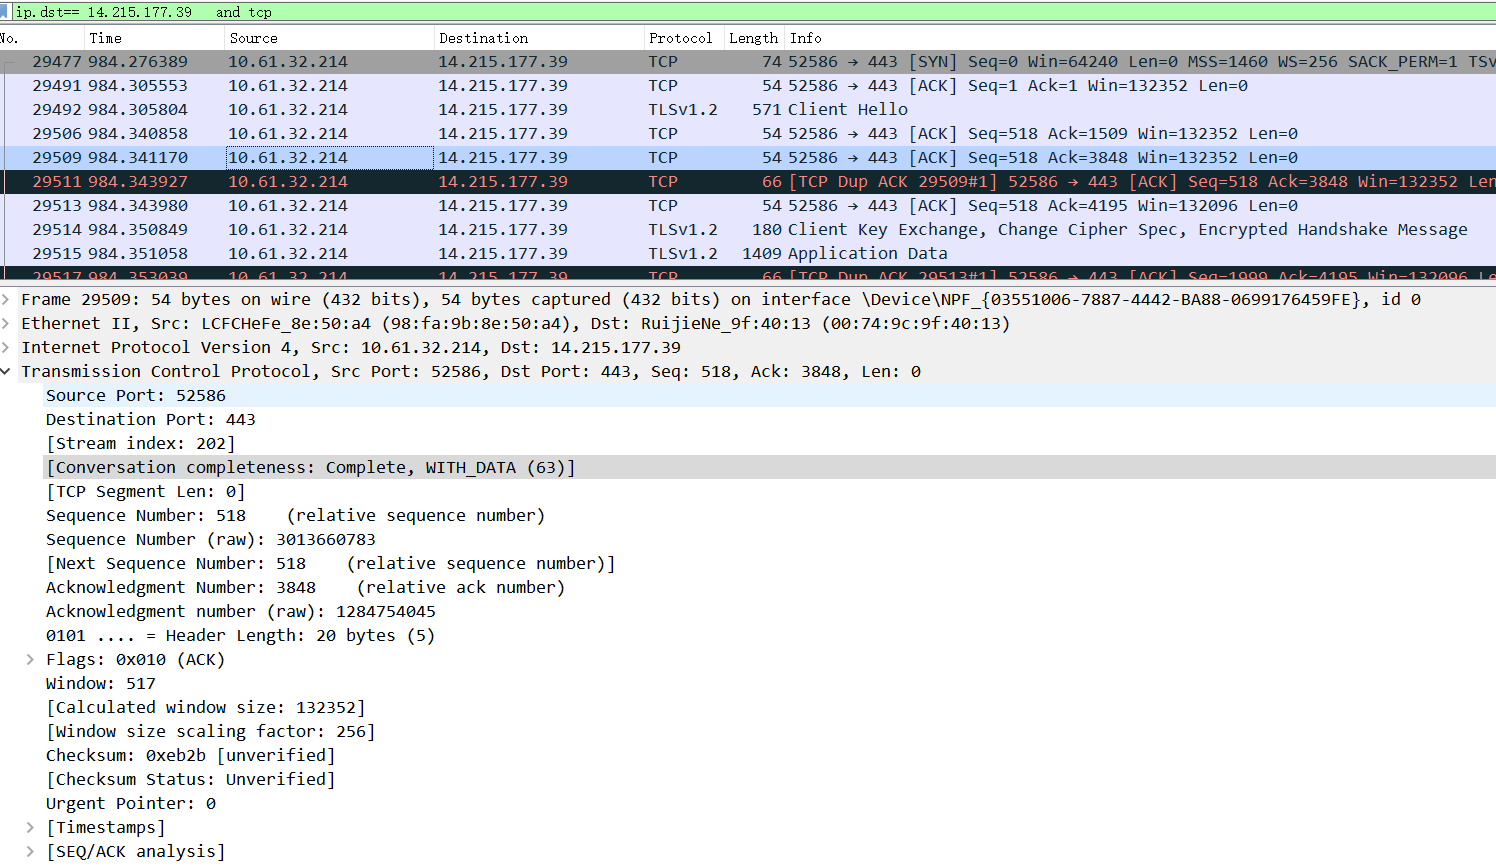 ip.dst== 14.215.177.39   and tcp
No. Time Source Destination Protocol Length Info
29477 984.276389 10.61.32.214 14.215.177.39 TCP 74 52586 → 443 [SYN] Seq=0 Win=64240 Len=0 MSS=1460 WS=256 SACK_PERM=1 TSv
29491 984.305553 10.61.32.214 14.215.177.39 TCP 54 52586 → 443 [ACK] Seq=1 Ack=1 Win=132352 Len=0
29492 984.305804 10.61.32.214 14.215.177.39 TLSv1.2 571 Client Hello
29506 984.340858 10.61.32.214 14.215.177.39 TCP 54 52586 → 443 [ACK] Seq=518 Ack=1509 Win=132352 Len=0
29509 984.341170 10.61.32.214 14.215.177.39 TCP 54 52586 → 443 [ACK] Seq=518 Ack=3848 Win=132352 Len=0
29511 984.343927 10.61.32.214 14.215.177.39 TCP 66 [TCP Dup ACK 29509#1] 52586 → 443 [ACK] Seq=518 Ack=3848 Win=132352 Len
29513 984.343980 10.61.32.214 14.215.177.39 TCP 54 52586 → 443 [ACK] Seq=518 Ack=4195 Win=132096 Len=0
29514 984.350849 10.61.32.214 14.215.177.39 TLSv1.2 180 Client Key Exchange, Change Cipher Spec, Encrypted Handshake Message
29515 984.351058 10.61.32.214 14.215.177.39 TLSv1.2 1409 Application Data
29517 984.353039 10.61.32.214 14.215.177.39 TCP 66 [TCP Dup ACK 29513#1] 52586 → 443 [ACK] Seq=1999 Ack=4195 Win=132096 Le
Frame 29509: 54 bytes on wire (432 bits), 54 bytes captured (432 bits) on interface \Device\NPF_{03551006-7887-4442-BA88-0699176459FE}, id 0
Ethernet II, Src: LCFCHeFe_8e:50:a4 (98:fa:9b:8e:50:a4), Dst: RuijieNe_9f:40:13 (00:74:9c:9f:40:13)
Internet Protocol Version 4, Src: 10.61.32.214, Dst: 14.215.177.39
Transmission Control Protocol, Src Port: 52586, Dst Port: 443, Seq: 518, Ack: 3848, Len: 0
Source Port: 52586
Destination Port: 443
[Stream index: 202]
[Conversation completeness: Complete, WITH_DATA (63)]
[TCP Segment Len: 0]
Sequence Number: 518    (relative sequence number)
Sequence Number (raw): 3013660783
[Next Sequence Number: 518    (relative sequence number)]
Acknowledgment Number: 3848    (relative ack number)
Acknowledgment number (raw): 1284754045
0101 .... = Header Length: 20 bytes (5)
Flags: 0x010 (ACK)
Window: 517
[Calculated window size: 132352]
[Window size scaling factor: 256]
Checksum: 0xeb2b [unverified]
[Checksum Status: Unverified]
Urgent Pointer: 0
[Timestamps]
[SEQ/ACK analysis]